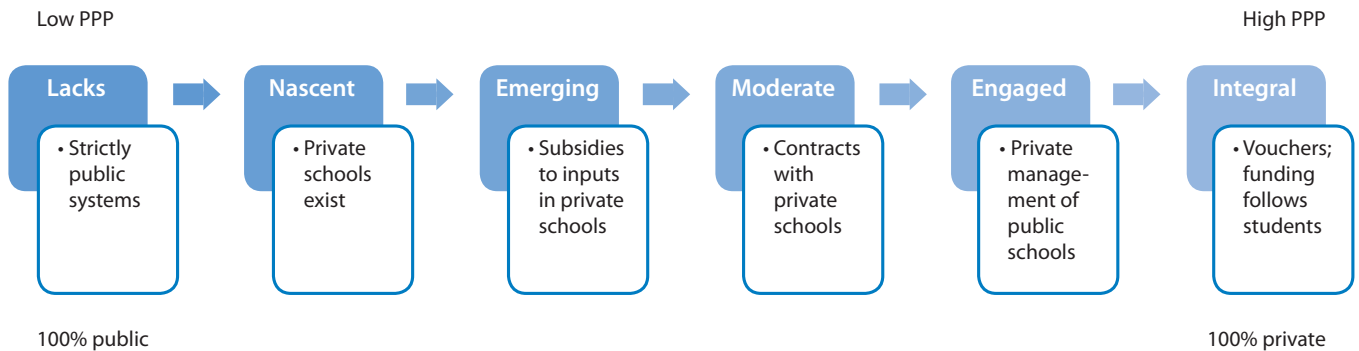 Low PPP
High PPP
Lacks
• Strictly
public
systems
Nascent
• Private
schools
exist
Emerging
• Subsidies
to inputs
in private
schools
Moderate
• Contracts
with
private
schools
Engaged
• Private
manage-
ment of
public
schools
Integral
• Vouchers;
funding
follows
students
100% public
100% private